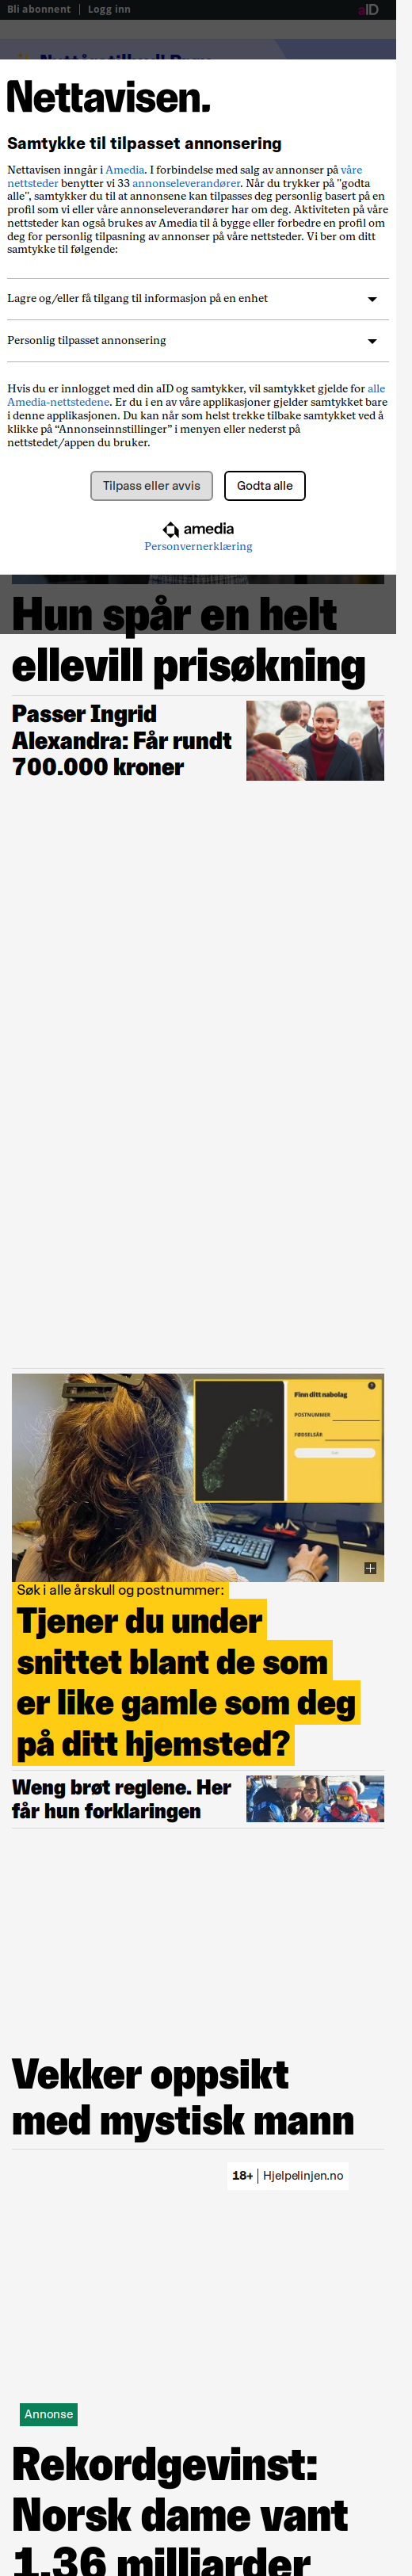 Bli abonnent
Logg inn
aID
Nettavisen.
Samtykke til tilpasset annonsering
Nettavisen inngår i Amedia. I forbindelse med salg av annonser på våre
nettsteder benytter vi 33 annonseleverandører. Når du trykker på "godta
alle", samtykker du til at annonsene kan tilpasses deg personlig basert på en
profil som vi eller våre annonseleverandører har om deg. Aktiviteten på våre
nettsteder kan også brukes av Amedia til å bygge eller forbedre en profil om
deg for personlig tilpasning av annonser på våre nettsteder. Vi ber om ditt
samtykke til følgende:
Lagre og/eller få tilgang til informasjon på en enhet
Personlig tilpasset annonsering
Hvis du er innlogget med din aID og samtykker, vil samtykket gjelde for alle
Amedia-nettstedene. Er du i en av våre applikasjoner gjelder samtykket bare
i denne applikasjonen. Du kan når som helst trekke tilbake samtykket ved å
klikke på “Annonseinnstillinger” i menyen eller nederst på
nettstedet/appen du bruker.
Tilpass eller avvis
Godta alle
amedia
Personvernerklæring
Hun spår en helt
ellevill prisøkning
Passer Ingrid
Alexandra: Får rundt
700.000 kroner
Finn ditt nabolag
POSTNUMMER
FØDSELSÅR
Søk i alle årskull og postnummer:
Tjener du under
snittet blant de som
er like gamle som deg
på ditt hjemsted?
Weng brøt reglene. Her
får hun forklaringen
Vekker oppsikt
med mystisk mann
18+ Hjelpelinjen.no
Annonse
Rekordgevinst:
Norsk dame vant
1,36 milliarder